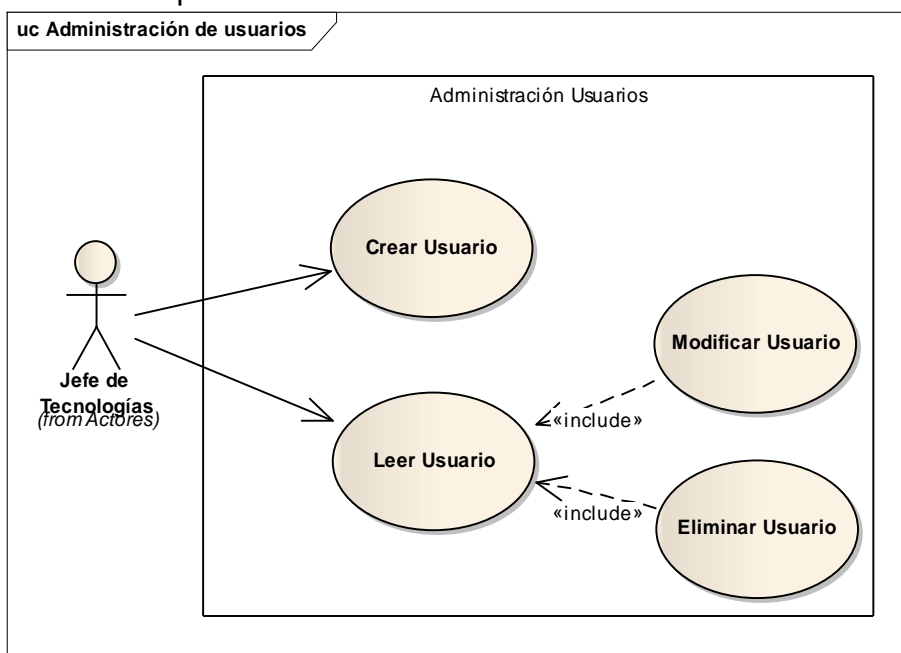 uc Administración de usuarios
Administración Usuarios
Crear Usuario
Modificar Usuario
Jefe de
Tecnologías
(from Actores)
«include»
Leer Usuario
«include»
Eliminar Usuario